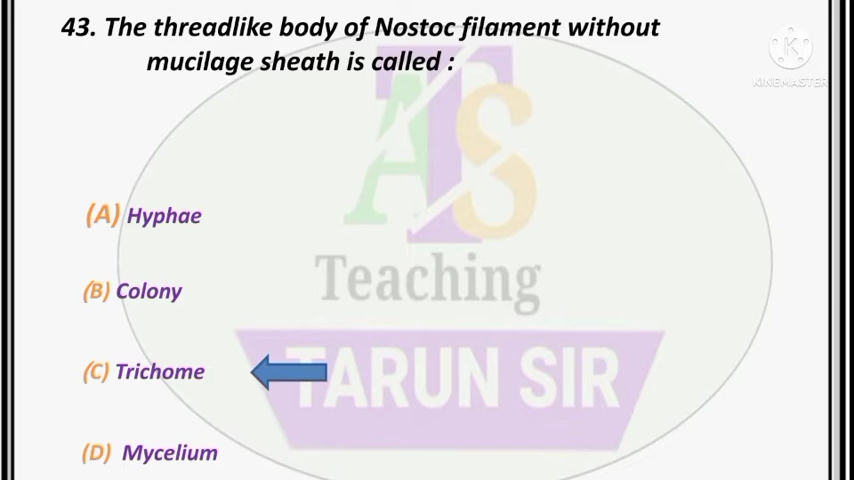 43. The threadlike body of Nostoc filament without
mucilage sheath is called :
K
KINEMASTER
ATS
Teaching
TARUN SIR
(A) Hyphae
(B) Colony
(C) Trichome
(D) Mycelium